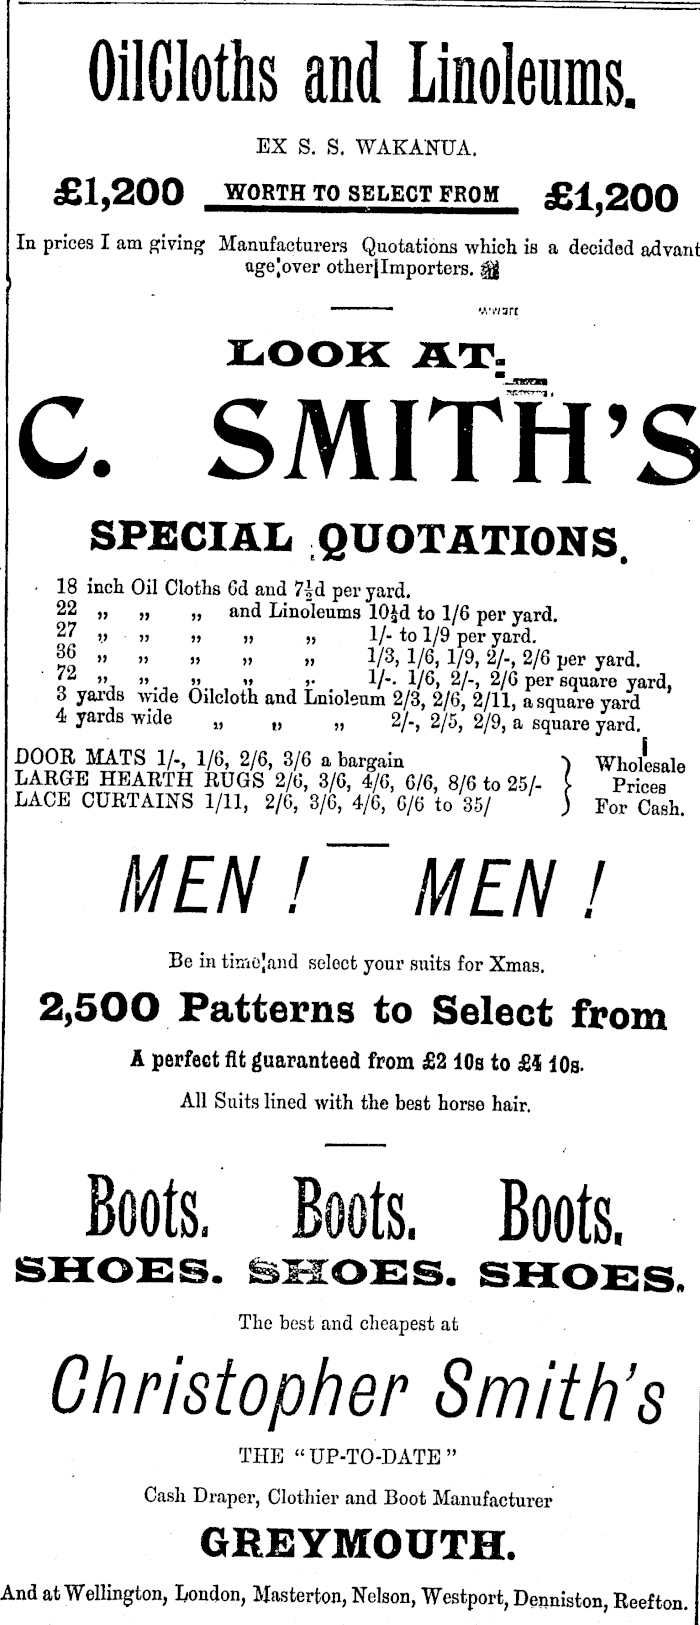 OilCloths and Linoleums.
EX S. S. WAKANUA.
£1,200 WORTH TO SELECT FROM £1,200
In prices I am giving Manufacturers Quotations which is a decided advant
age over other Importers.
LOOK AT:
C. SMITH'S
SPECIAL QUOTATIONS.
18 inch Oil Cloths 6d and 7½d per yard.
22 „ „ „ and Linoleums 10½d to 1/6 per yard.
27 „ „ „ „ „ 1/- to 1/9 per yard.
36 „ „ „ „ „ 1/3, 1/6, 1/9, 2/-, 2/6 per yard.
72 „ „ „ „ „ 1/-. 1/6, 2/-, 2/6 per square yard,
3 yards wide Oilcloth and Lnioleum 2/3, 2/6, 2/11, a square yard
4 yards wide „ „ „ 2/-, 2/5, 2/9, a square yard.
DOOR MATS 1/-, 1/6, 2/6, 3/6 a bargain
LARGE HEARTH RUGS 2/6, 3/6, 4/6, 6/6, 8/6 to 25/-
LACE CURTAINS 1/11, 2/6, 3/6, 4/6, 6/6 to 35/
Wholesale
Prices
For Cash.
MEN! MEN!
Be in time and select your suits for Xmas.
2,500 Patterns to Select from
A perfect fit guaranteed from £2 10s to £4 10s.
All Suits lined with the best horse hair.
Boots. Boots. Boots.
SHOES. SHOES. SHOES.
The best and cheapest at
Christopher Smith's
THE "UP-TO-DATE"
Cash Draper, Clothier and Boot Manufacturer
GREYMOUTH.
And at Wellington, London, Masterton, Nelson, Westport, Denniston, Reefton.